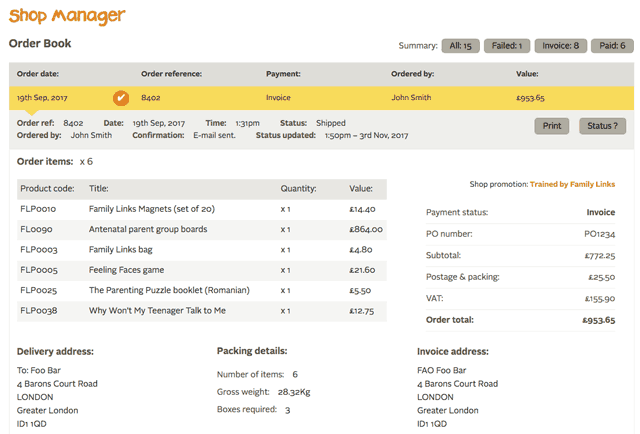 Shop Manager
Order Book
Summary: All: 15 Failed: 1 Invoice: 8 Paid: 6
Order date: Order reference: Payment: Ordered by: Value:
19th Sep, 2017 8402 Invoice John Smith £953.65
Order ref: 8402 Date: 19th Sep, 2017 Time: 1:31pm Status: Shipped
Ordered by: John Smith Confirmation: E-mail sent. Status updated: 1:50pm – 3rd Nov, 2017
Print Status ?
Order items: x 6
Product code: Title: Quantity: Value:
FLP0010 Family Links Magnets (set of 20) x 1 £14.40
FL0090 Antenatal parent group boards x 1 £864.00
FLP0003 Family Links bag x 1 £4.80
FLP0005 Feeling Faces game x 1 £21.60
FLP0025 The Parenting Puzzle booklet (Romanian) x 1 £5.50
FLP0038 Why Won't My Teenager Talk to Me x 1 £12.75
Shop promotion: Trained by Family Links
Payment status: Invoice
PO number: PO1234
Subtotal: £772.25
Postage & packing: £25.50
VAT: £155.90
Order total: £953.65
Delivery address:
To: Foo Bar
4 Barons Court Road
LONDON
Greater London
ID1 1QD
Packing details:
Number of items: 6
Gross weight: 28.32Kg
Boxes required: 3
Invoice address:
FAO Foo Bar
4 Barons Court Road
LONDON
Greater London
ID1 1QD